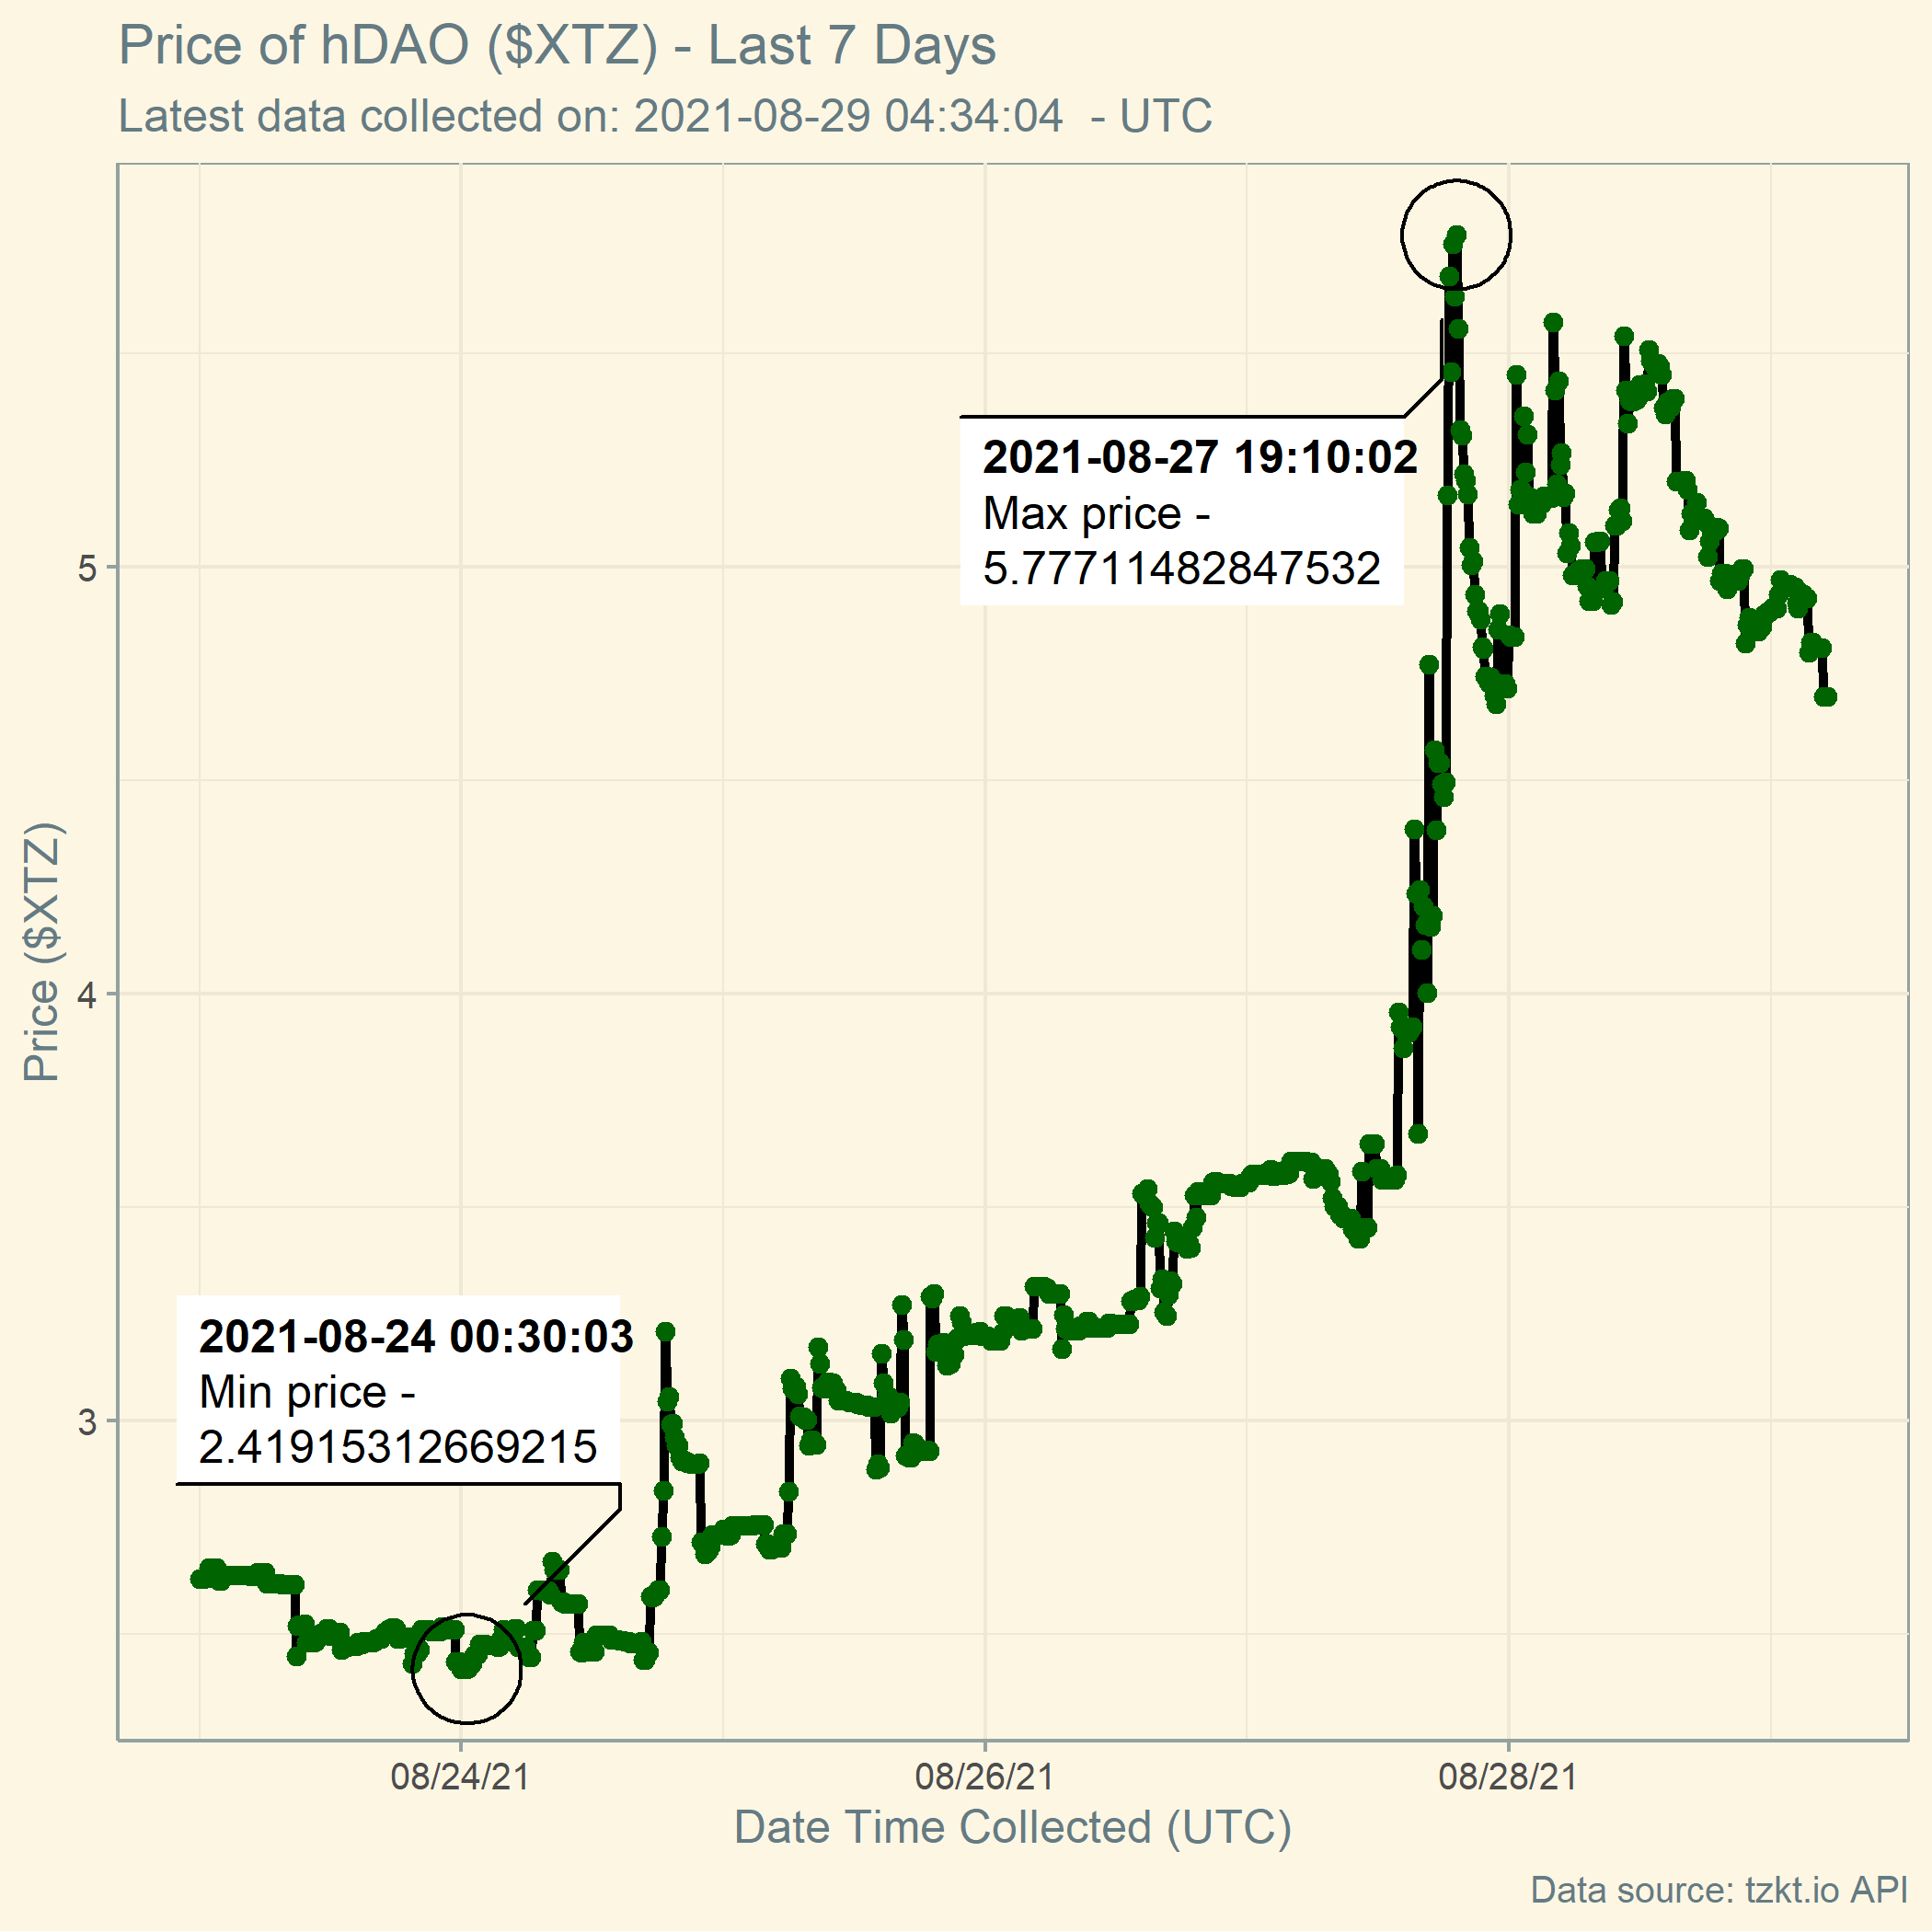 Price of hDAO ($XTZ) - Last 7 Days
Latest data collected on: 2021-08-29 04:34:04  - UTC
2021-08-27 19:10:02
Max price -
5.77711482847532
5
4
3
Price ($XTZ)
2021-08-24 00:30:03
Min price -
2.41915312669215
08/24/21
08/26/21
08/28/21
Date Time Collected (UTC)
Data source: tzkt.io API